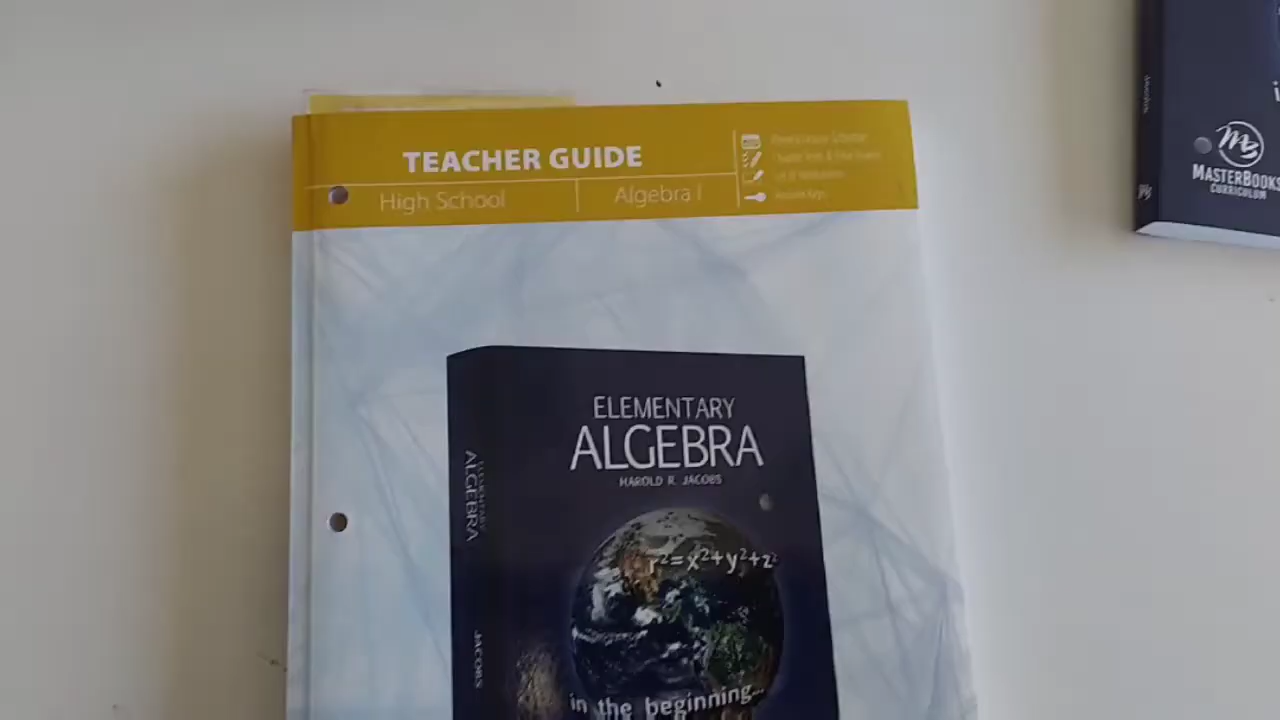 TEACHER GUIDE
High School
Algebra I
ELEMENTARY
ALGEBRA
HAROLD R. JACOBS
ELEMENTARY
ALGEBRA
JACOBS
r²=x²+y²+z²
in the beginning...
JACOBS
MASTERBOOKS
CURRICULUM